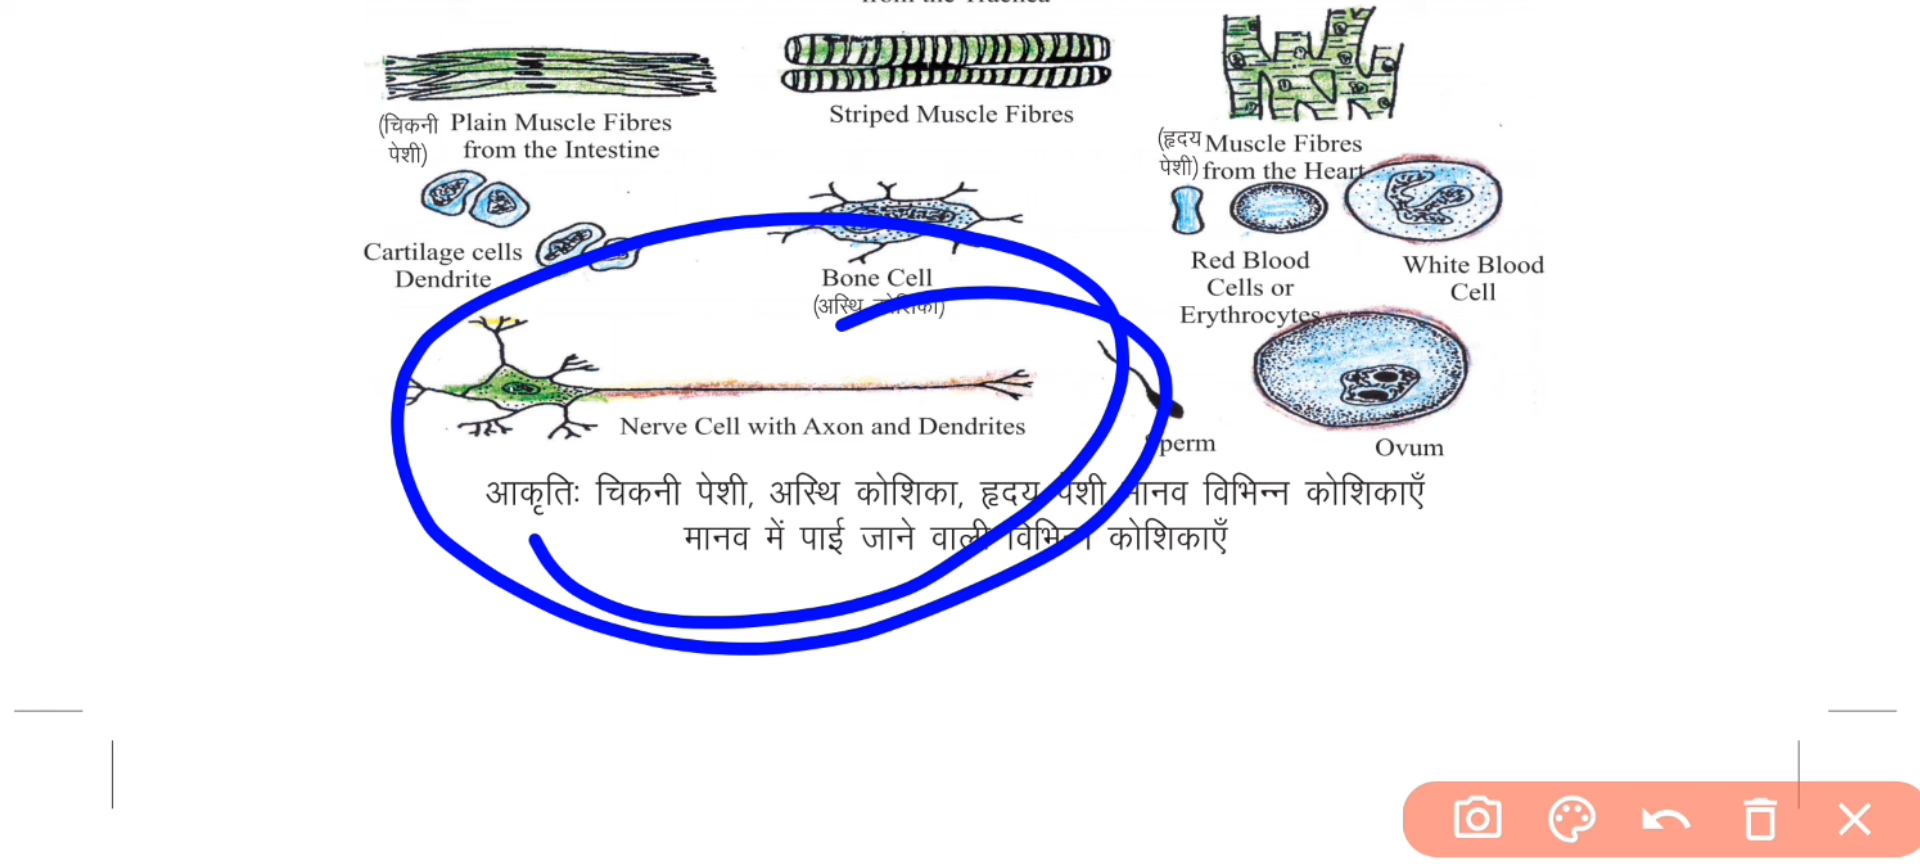 Striped Muscle Fibres
(चिकनी पेशी) Plain Muscle Fibres
from the Intestine
(हृदय पेशी) Muscle Fibres
from the Heart
Cartilage cells
Dendrite
Bone Cell
(अस्थि कोशिका)
Red Blood
Cells or
Erythrocytes
White Blood
Cell
Nerve Cell with Axon and Dendrites
Sperm
Ovum
आकृतिः चिकनी पेशी, अस्थि कोशिका, हृदय पेशी मानव विभिन्न कोशिकाएँ
मानव में पाई जाने वाली विभिन्न कोशिकाएँ